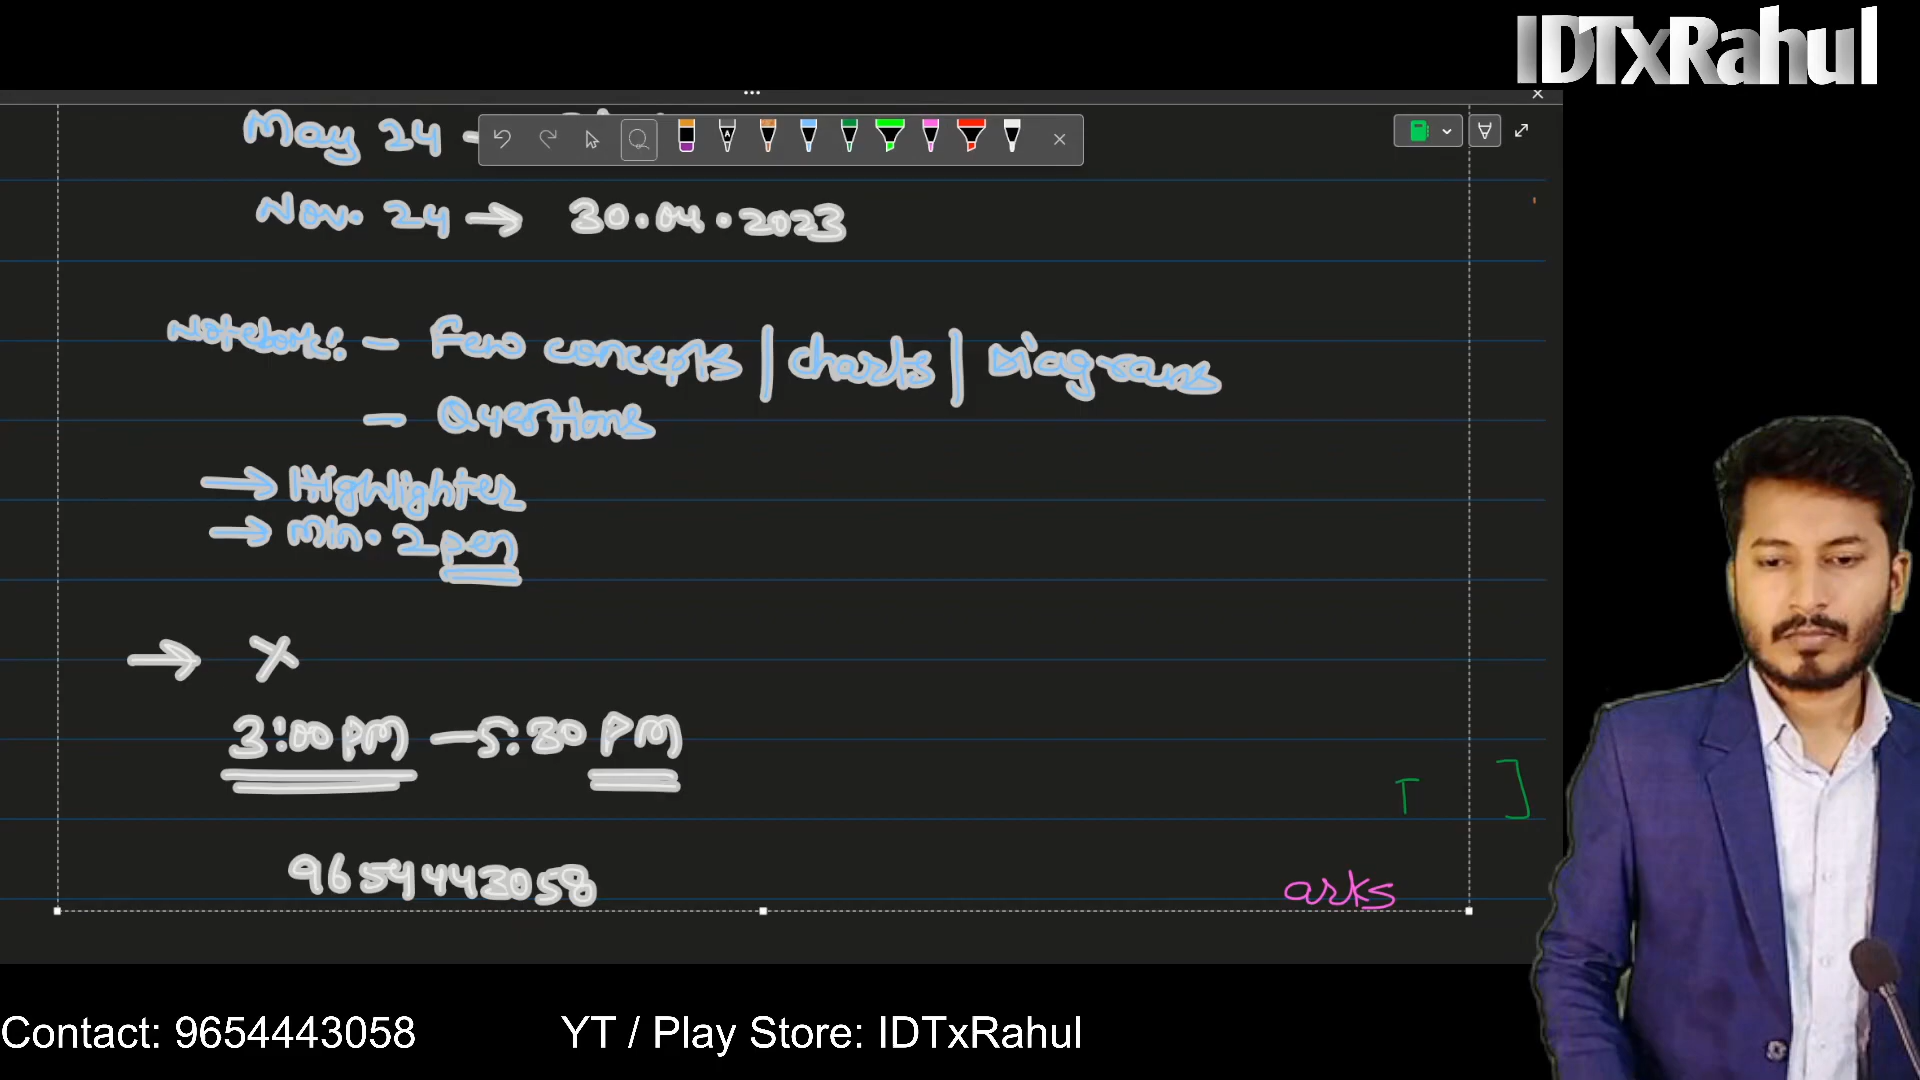 IDTxRahul
May 24 -
Nov. 24 → 30.04.2023
Notebook: - Few concepts | charts | Diagrams
- Questions
→ Highlighter
→ Min. 2 pen
→ X
3:00 PM - 5:30 PM
T ]
9654443058
arks
Contact: 9654443058 YT / Play Store: IDTxRahul